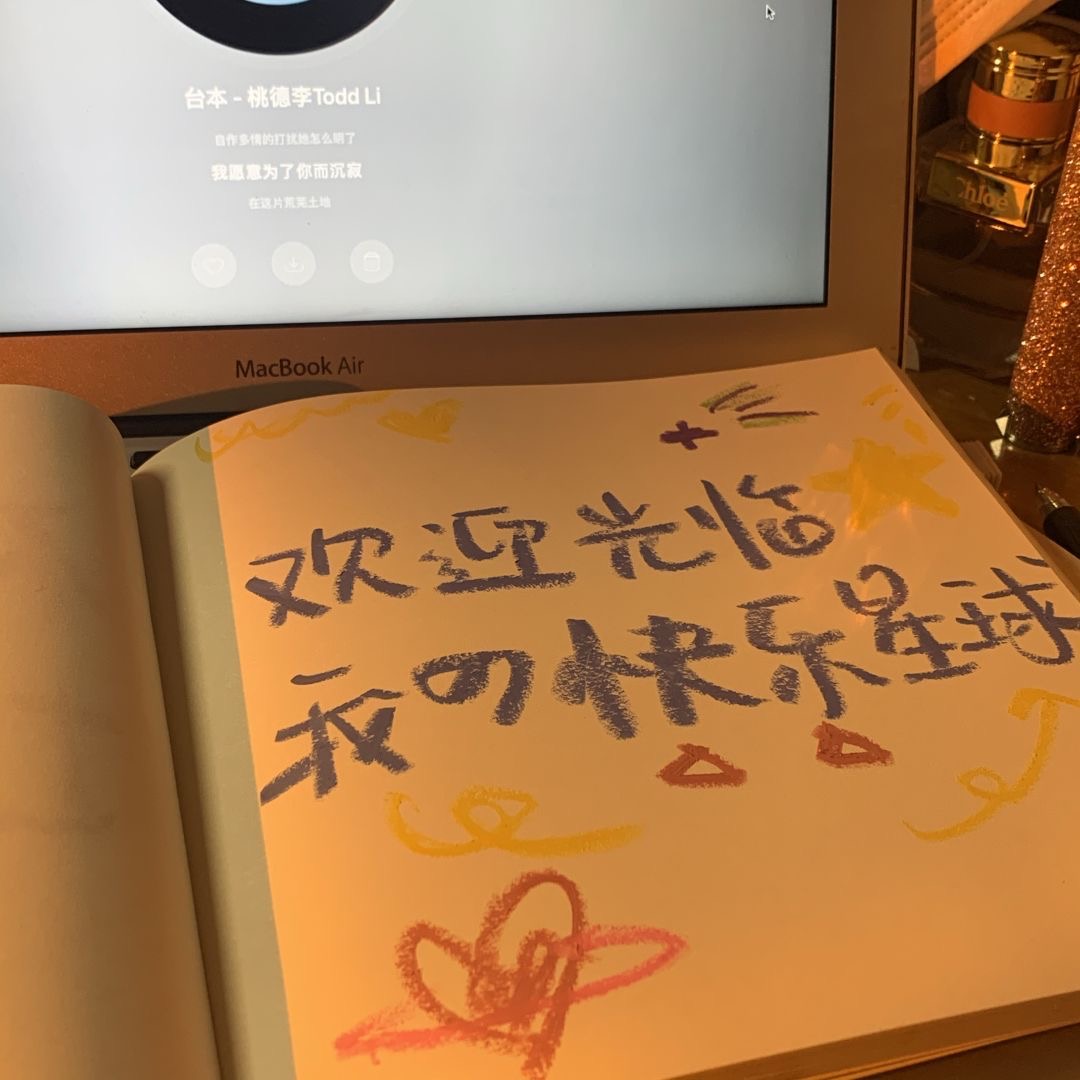 台本 - 桃德李Todd Li
自作多情的打扰她怎么唱了
我愿意为了你而沉寂
在这片荒芜土地
MacBook Air
Chloé
欢迎光临
我の快乐星球